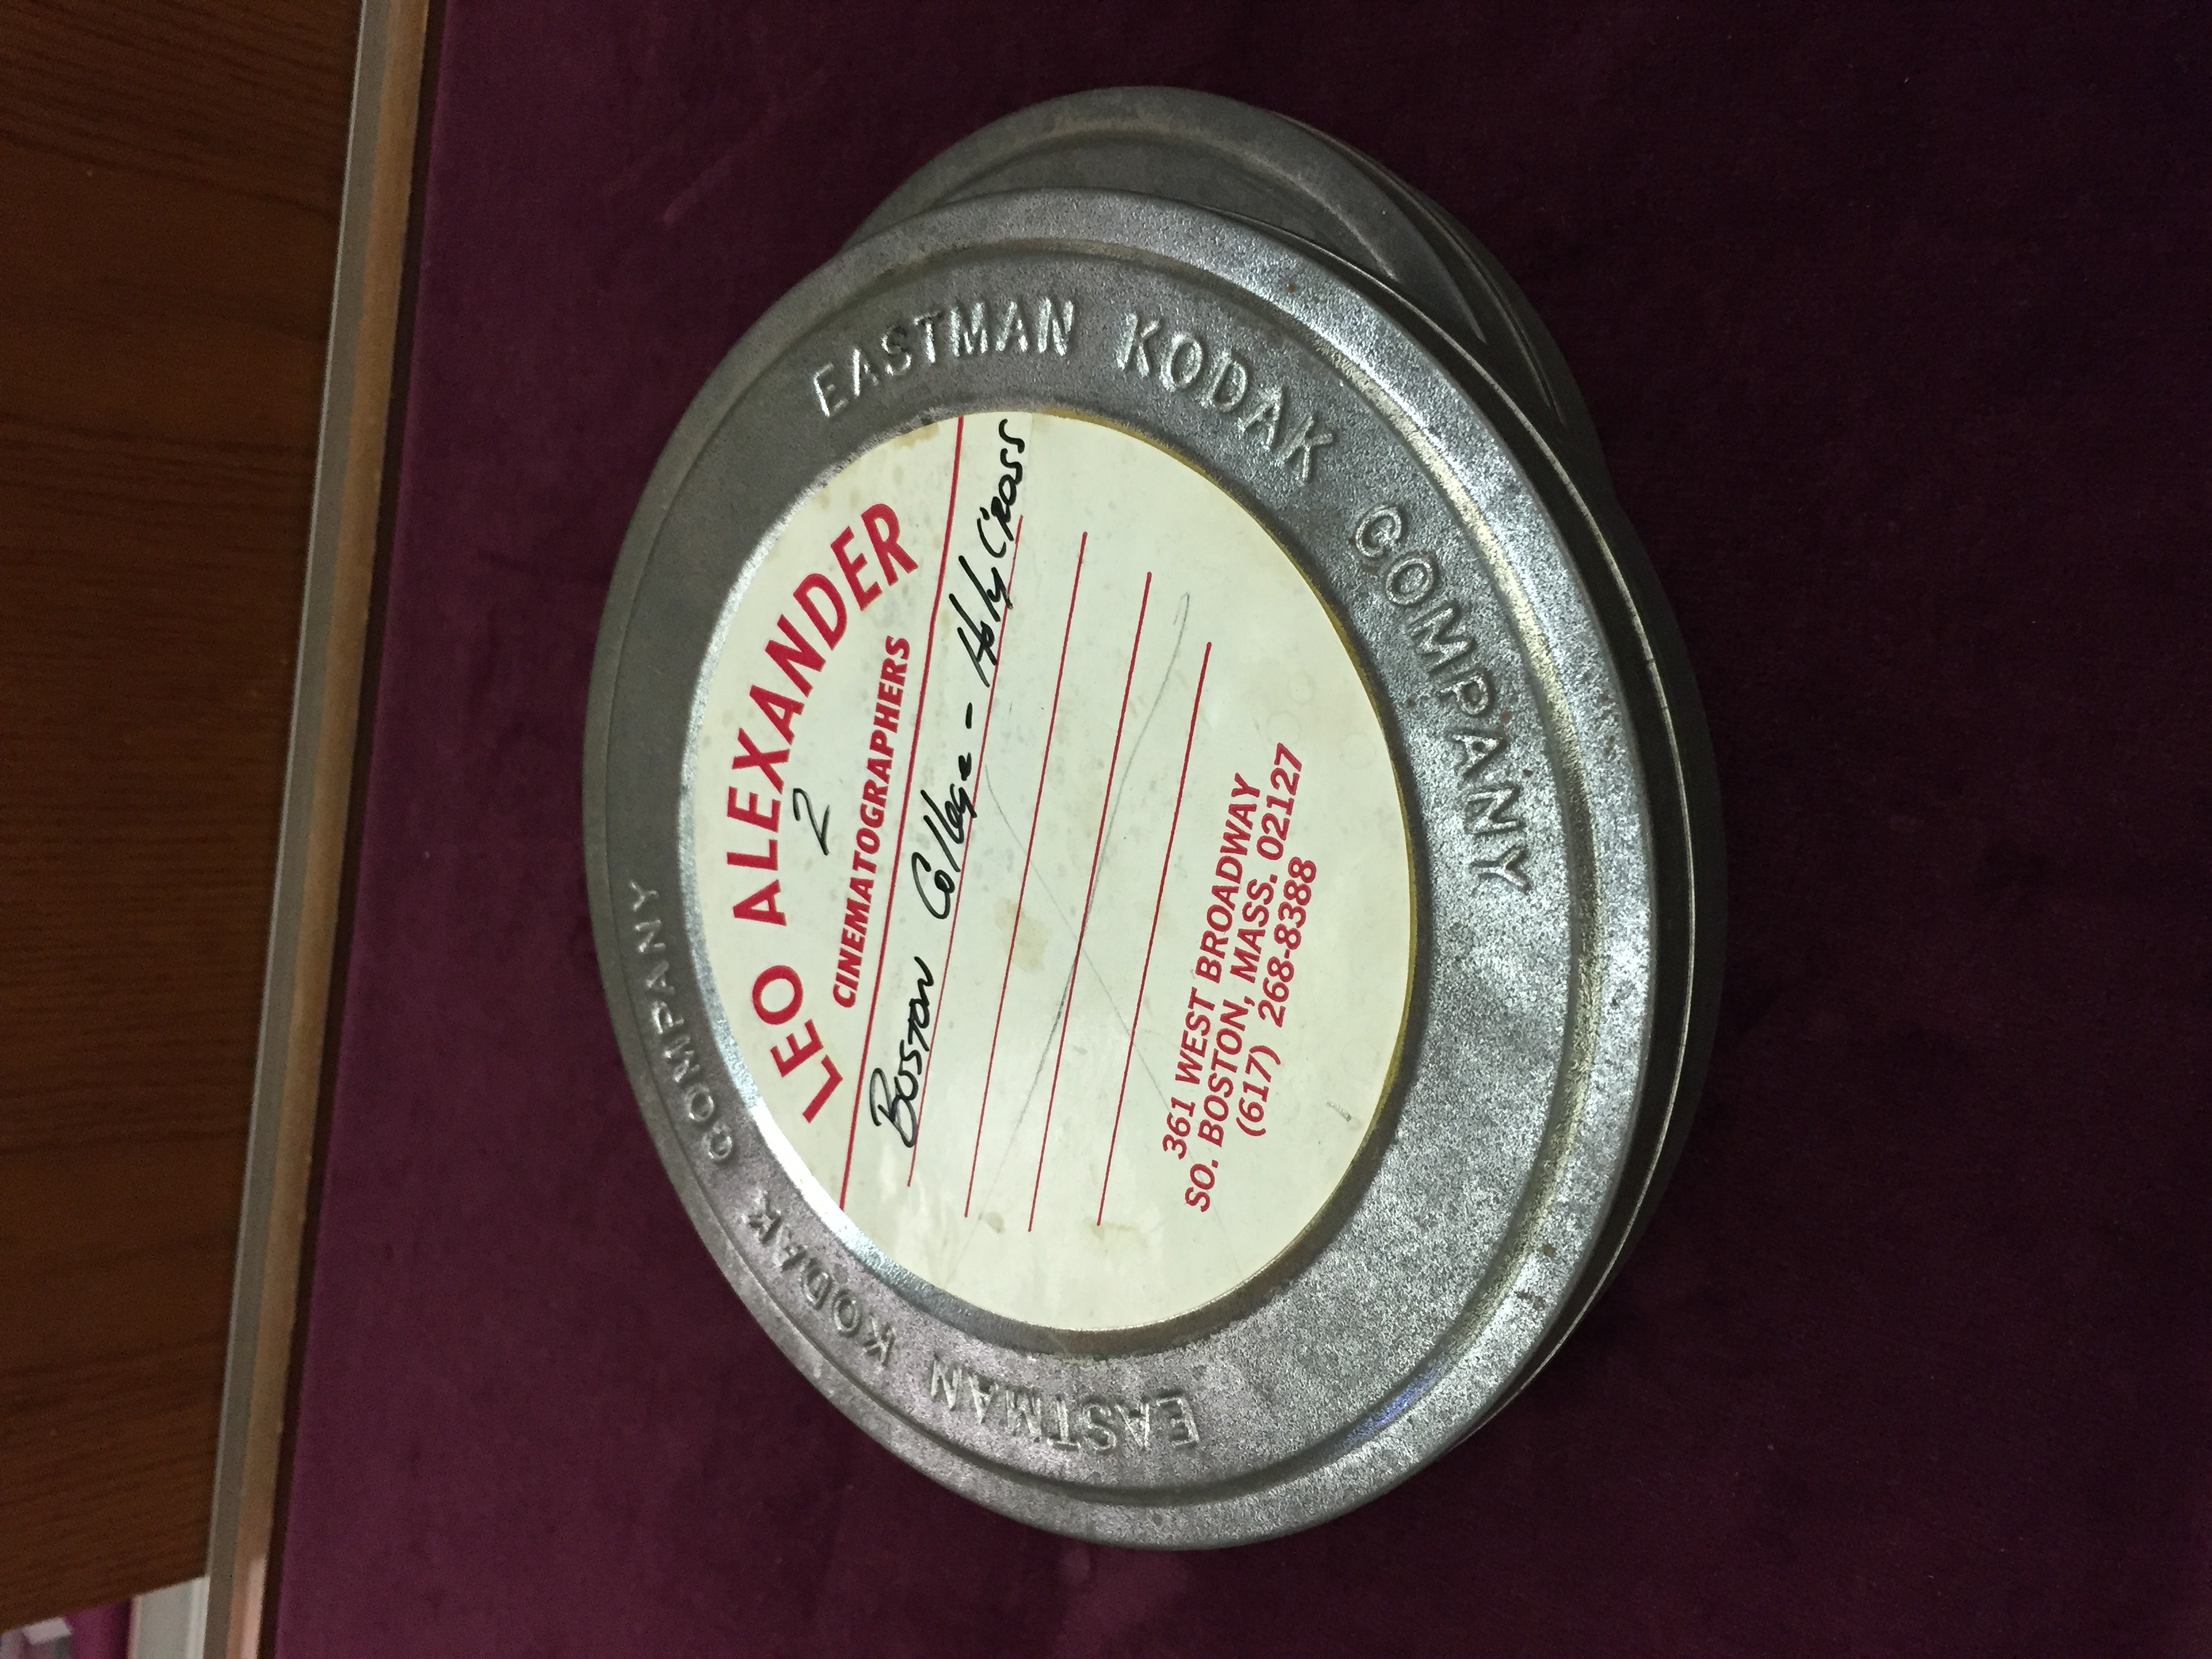 EASTMAN KODAK COMPANY
EASTMAN KODAK COMPANY
LEO ALEXANDER
2
CINEMATOGRAPHERS
Boston College - Holy Cross
361 WEST BROADWAY
SO. BOSTON, MASS. 02127
(617) 268-8388